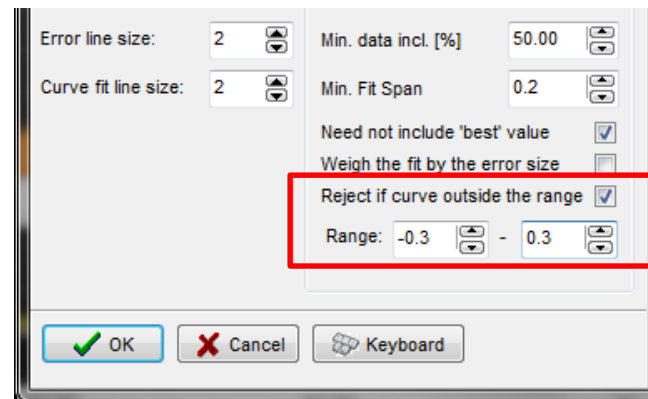 Error line size: 2
Curve fit line size: 2
Min. data incl. [%] 50.00
Min. Fit Span 0.2
Need not include 'best' value
Weigh the fit by the error size
Reject if curve outside the range
Range: -0.3 - 0.3
OK Cancel Keyboard